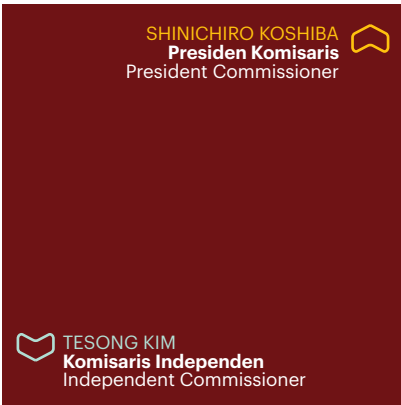 SHINICHIRO KOSHIBA
Presiden Komisaris
President Commissioner
TESONG KIM
Komisaris Independen
Independent Commissioner